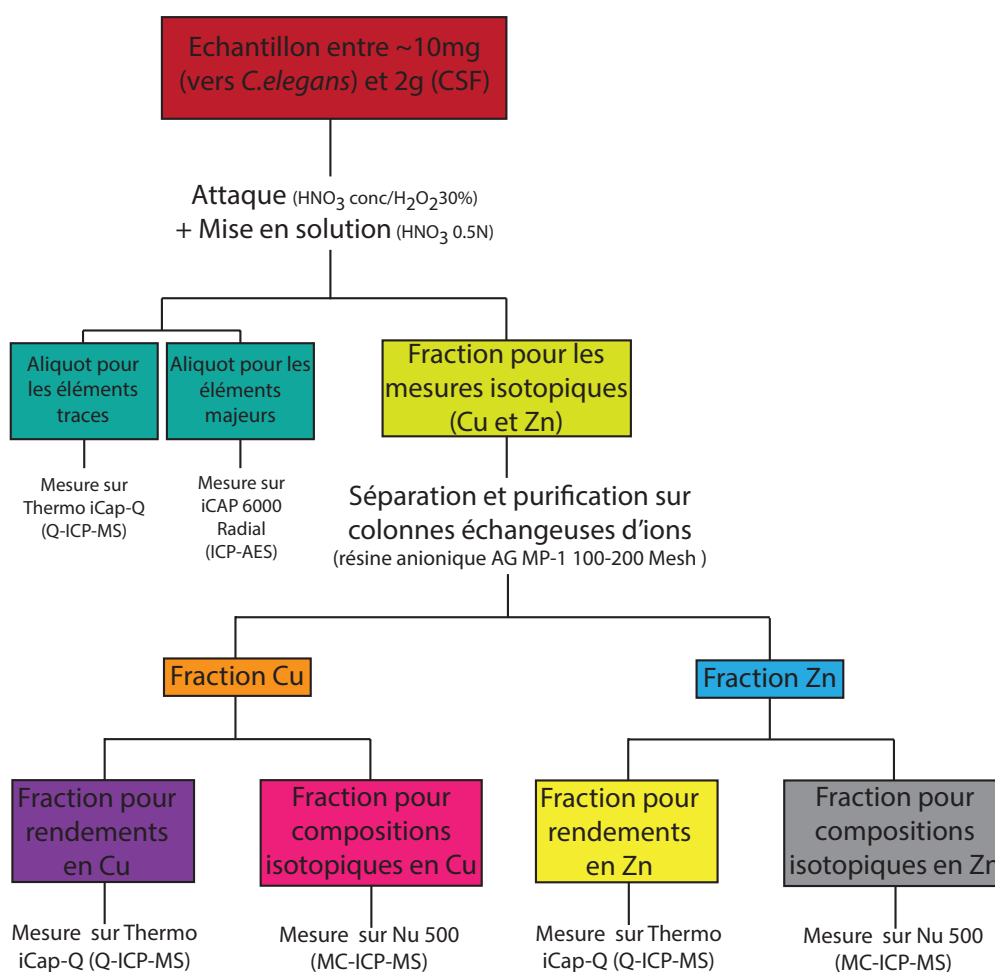 Echantillon entre ~10mg
(vers C.elegans) et 2g (CSF)
Attaque (HNO3 conc/H2O2 30%)
+ Mise en solution (HNO3 0.5N)
Aliquot pour
les éléments
traces
Aliquot pour les
éléments
majeurs
Fraction pour les
mesures isotopiques
(Cu et Zn)
Mesure sur
Thermo iCap-Q
(Q-ICP-MS)
Mesure sur
iCAP 6000
Radial
(ICP-AES)
Séparation et purification sur
colonnes échangeuses d'ions
(résine anionique AG MP-1 100-200 Mesh )
Fraction Cu
Fraction Zn
Fraction pour
rendements
en Cu
Fraction pour
compositions
isotopiques en Cu
Fraction pour
rendements
en Zn
Fraction pour
compositions
isotopiques en Zn
Mesure sur Thermo
iCap-Q (Q-ICP-MS)
Mesure sur Nu 500
(MC-ICP-MS)
Mesure sur Thermo
iCap-Q (Q-ICP-MS)
Mesure sur Nu 500
(MC-ICP-MS)